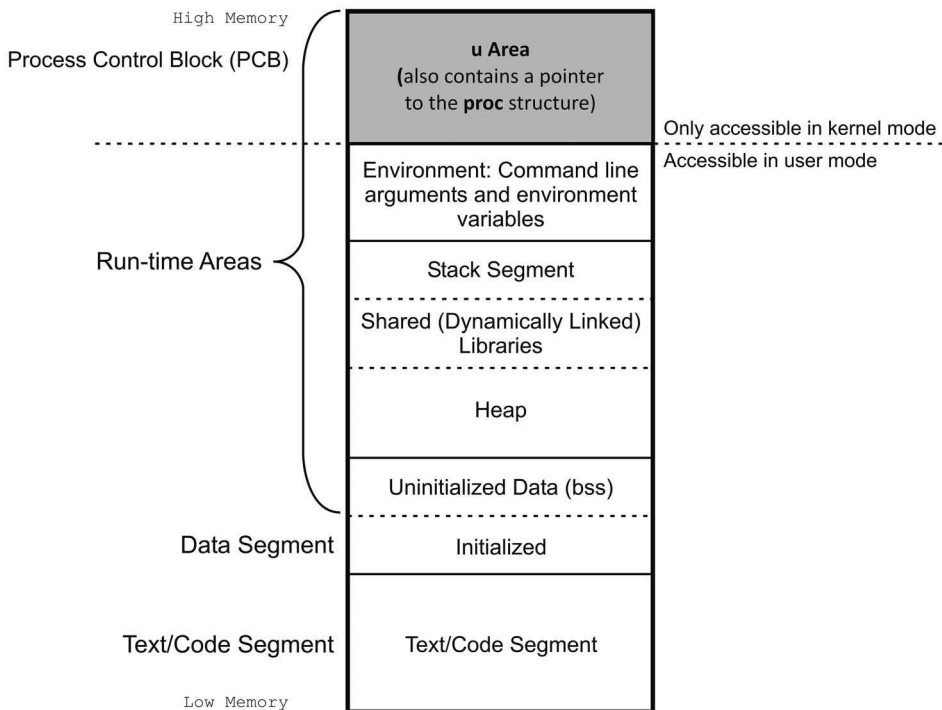 High Memory
Process Control Block (PCB)
u Area
(also contains a pointer
to the proc structure)
Only accessible in kernel mode
Accessible in user mode
Environment: Command line
arguments and environment
variables
Run-time Areas
Stack Segment
Shared (Dynamically Linked)
Libraries
Heap
Uninitialized Data (bss)
Data Segment
Initialized
Text/Code Segment
Text/Code Segment
Low Memory